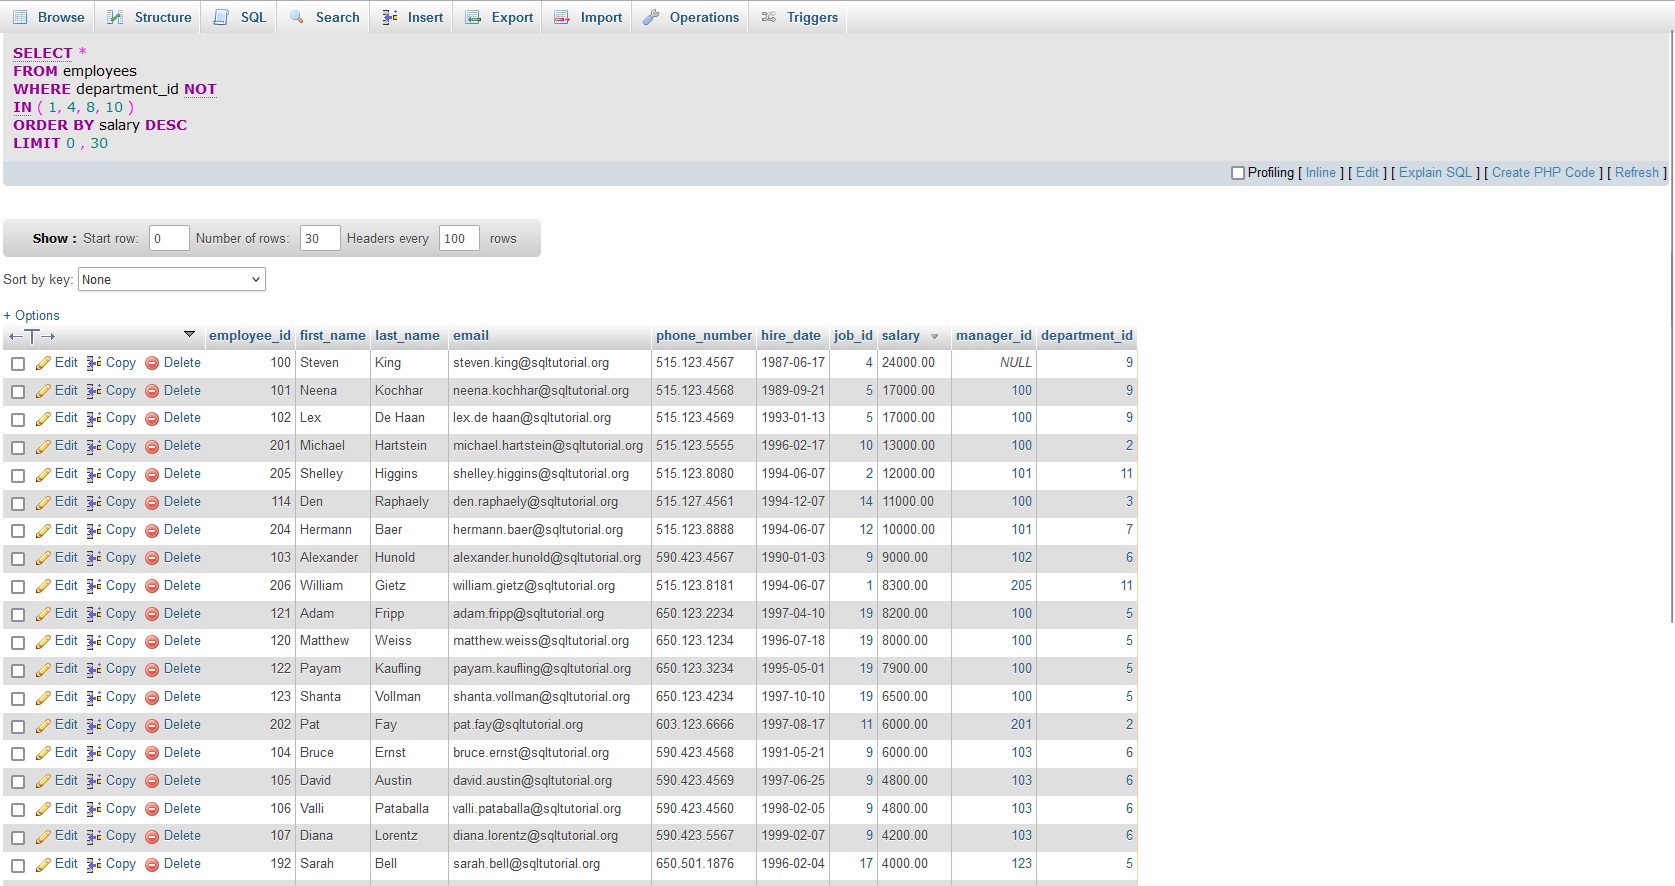 Browse Structure SQL Search Insert Export Import Operations Triggers
SELECT *
FROM employees
WHERE department_id NOT
IN ( 1, 4, 8, 10 )
ORDER BY salary DESC
LIMIT 0 , 30
Profiling [ Inline ] [ Edit ] [ Explain SQL ] [ Create PHP Code ] [ Refresh ]
Show : Start row: 0 Number of rows: 30 Headers every 100 rows
Sort by key: None
+ Options
employee_id first_name last_name email phone_number hire_date job_id salary manager_id department_id
Edit Copy Delete 100 Steven King steven.king@sqltutorial.org 515.123.4567 1987-06-17 4 24000.00 NULL 9
Edit Copy Delete 101 Neena Kochhar neena.kochhar@sqltutorial.org 515.123.4568 1989-09-21 5 17000.00 100 9
Edit Copy Delete 102 Lex De Haan lex.de haan@sqltutorial.org 515.123.4569 1993-01-13 5 17000.00 100 9
Edit Copy Delete 201 Michael Hartstein michael.hartstein@sqltutorial.org 515.123.5555 1996-02-17 10 13000.00 100 2
Edit Copy Delete 205 Shelley Higgins shelley.higgins@sqltutorial.org 515.123.8080 1994-06-07 2 12000.00 101 11
Edit Copy Delete 114 Den Raphaely den.raphaely@sqltutorial.org 515.127.4561 1994-12-07 14 11000.00 100 3
Edit Copy Delete 204 Hermann Baer hermann.baer@sqltutorial.org 515.123.8888 1994-06-07 12 10000.00 101 7
Edit Copy Delete 103 Alexander Hunold alexander.hunold@sqltutorial.org 590.423.4567 1990-01-03 9 9000.00 102 6
Edit Copy Delete 206 William Gietz william.gietz@sqltutorial.org 515.123.8181 1994-06-07 1 8300.00 205 11
Edit Copy Delete 121 Adam Fripp adam.fripp@sqltutorial.org 650.123.2234 1997-04-10 19 8200.00 100 5
Edit Copy Delete 120 Matthew Weiss matthew.weiss@sqltutorial.org 650.123.1234 1996-07-18 19 8000.00 100 5
Edit Copy Delete 122 Payam Kaufling payam.kaufling@sqltutorial.org 650.123.3234 1995-05-01 19 7900.00 100 5
Edit Copy Delete 123 Shanta Vollman shanta.vollman@sqltutorial.org 650.123.4234 1997-10-10 19 6500.00 100 5
Edit Copy Delete 202 Pat Fay pat.fay@sqltutorial.org 603.123.6666 1997-08-17 11 6000.00 201 2
Edit Copy Delete 104 Bruce Ernst bruce.ernst@sqltutorial.org 590.423.4568 1991-05-21 9 6000.00 103 6
Edit Copy Delete 105 David Austin david.austin@sqltutorial.org 590.423.4569 1997-06-25 9 4800.00 103 6
Edit Copy Delete 106 Valli Pataballa valli.pataballa@sqltutorial.org 590.423.4560 1998-02-05 9 4800.00 103 6
Edit Copy Delete 107 Diana Lorentz diana.lorentz@sqltutorial.org 590.423.5567 1999-02-07 9 4200.00 103 6
Edit Copy Delete 192 Sarah Bell sarah.bell@sqltutorial.org 650.501.1876 1996-02-04 17 4000.00 123 5